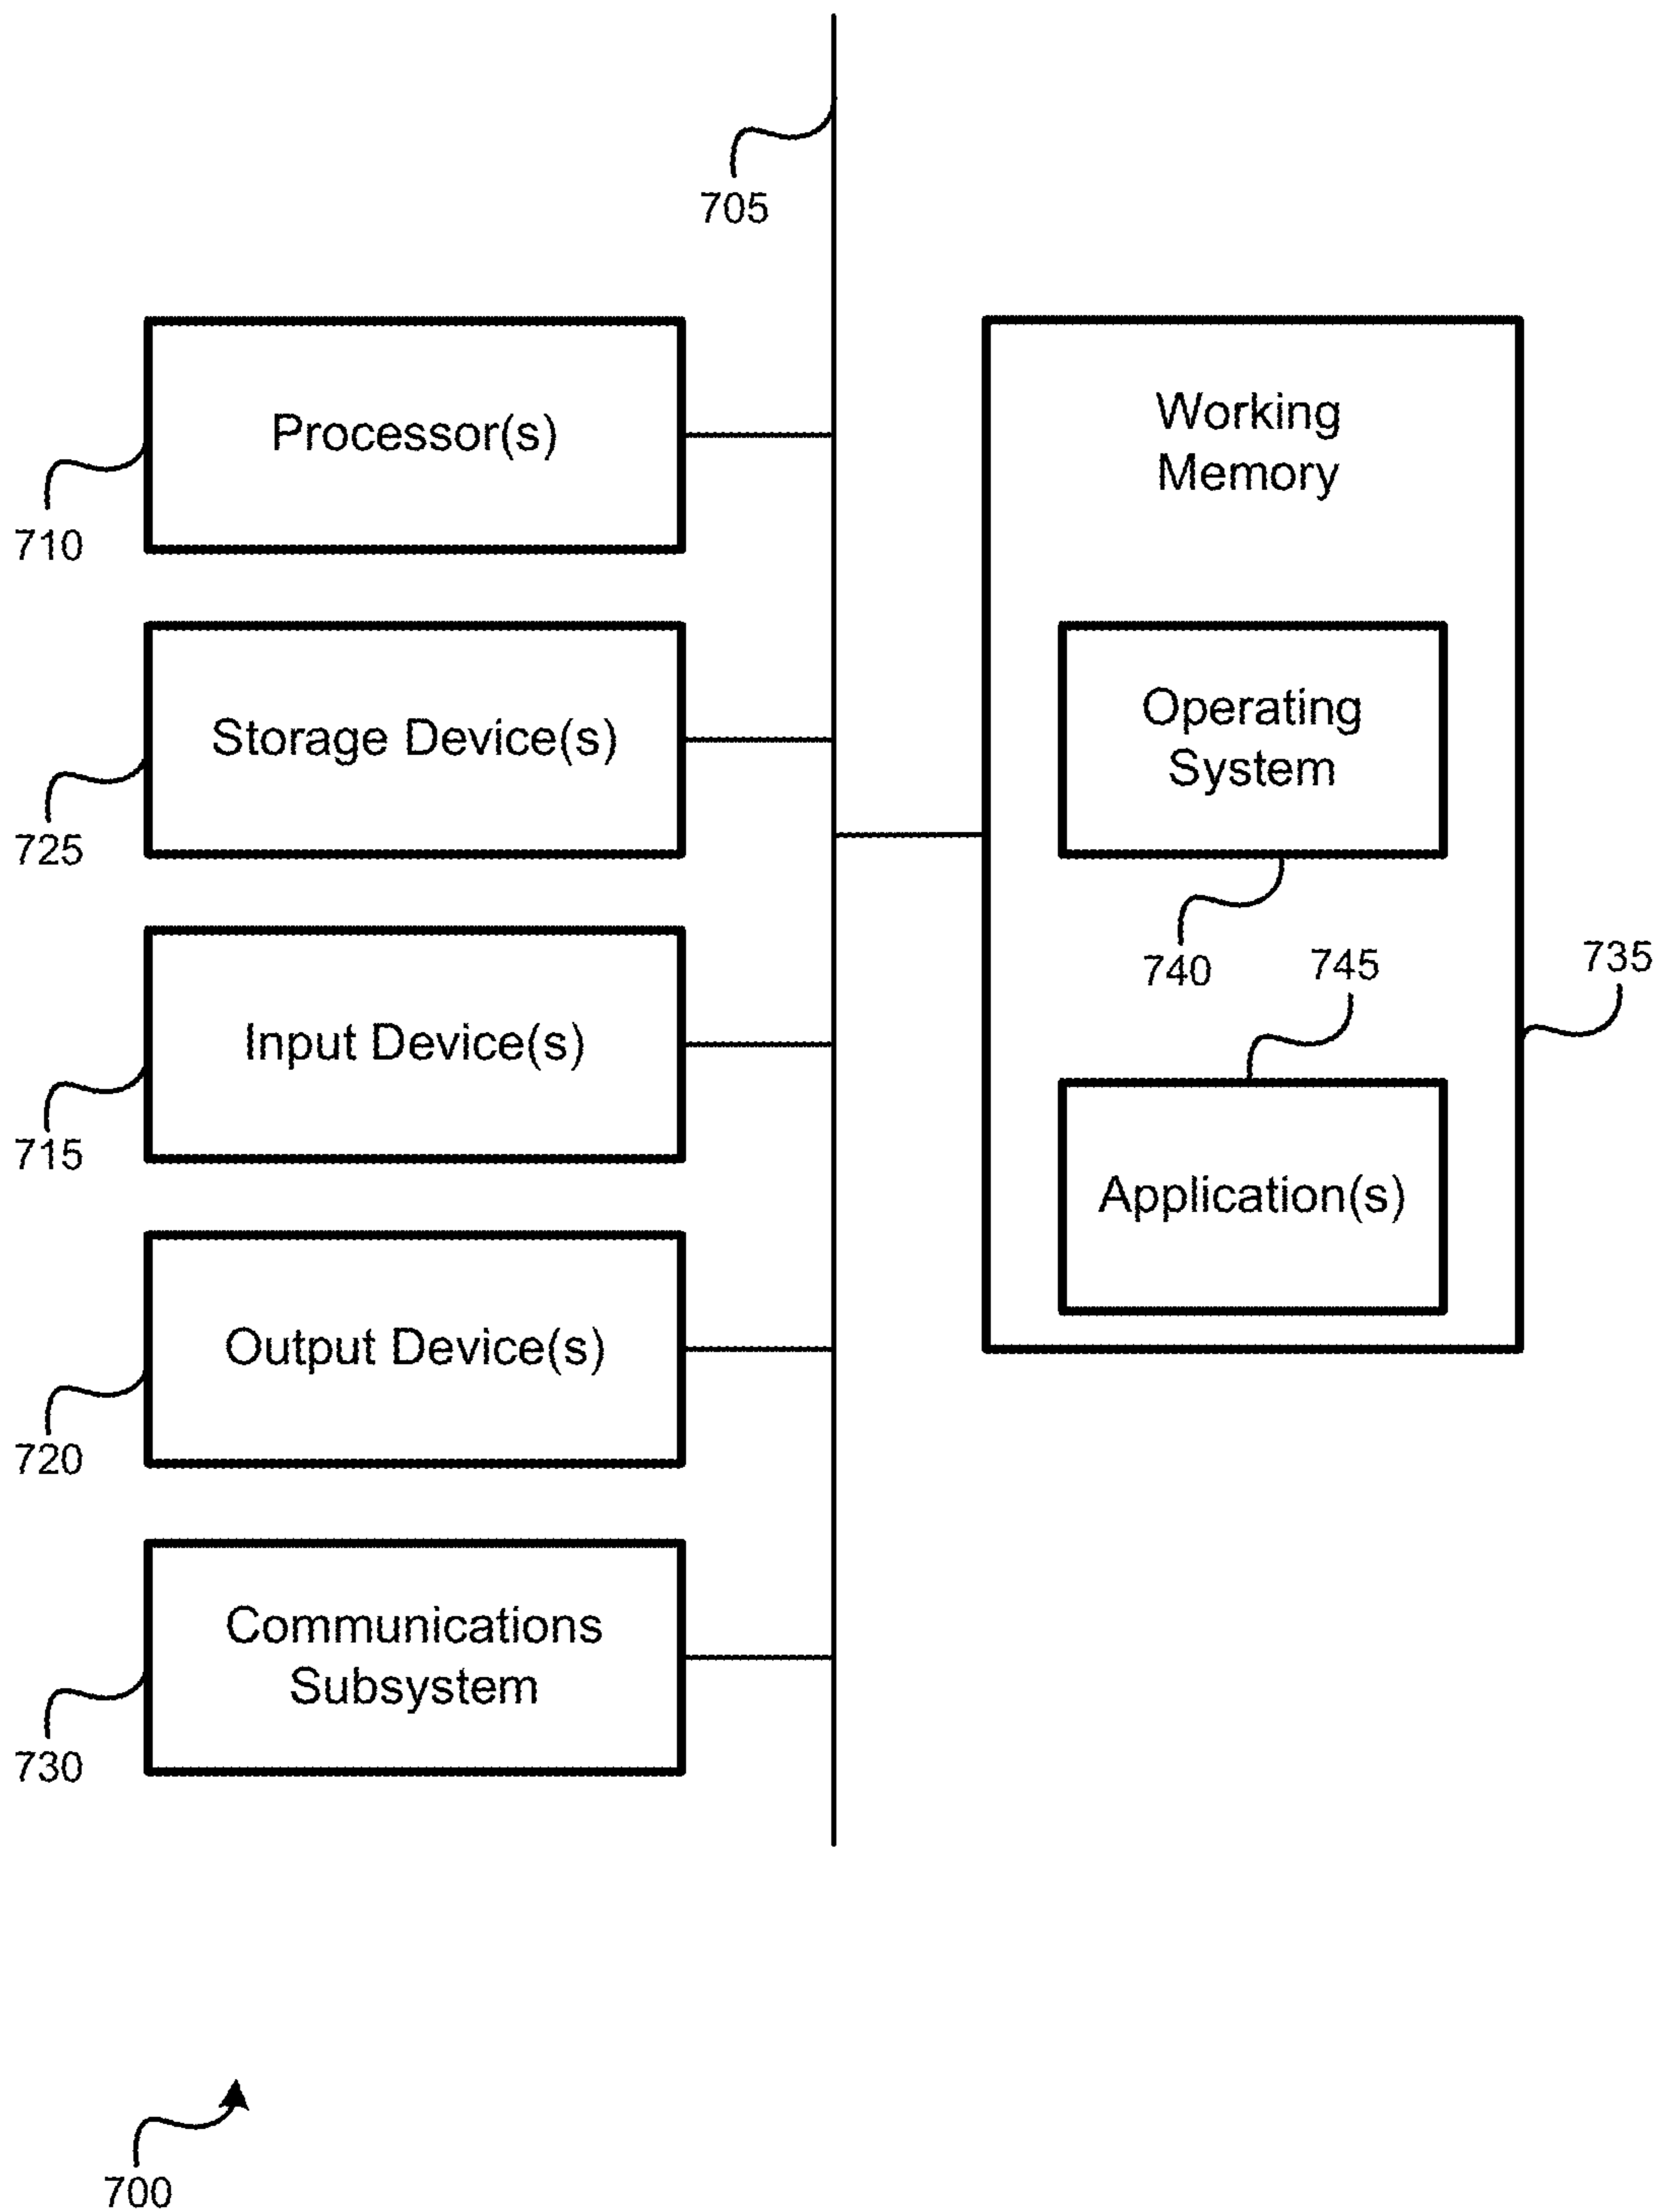 705
Processor(s)
710
Storage Device(s)
725
Input Device(s)
715
Output Device(s)
720
Communications
Subsystem
730
Working
Memory
Operating
System
740
745
735
Application(s)
700